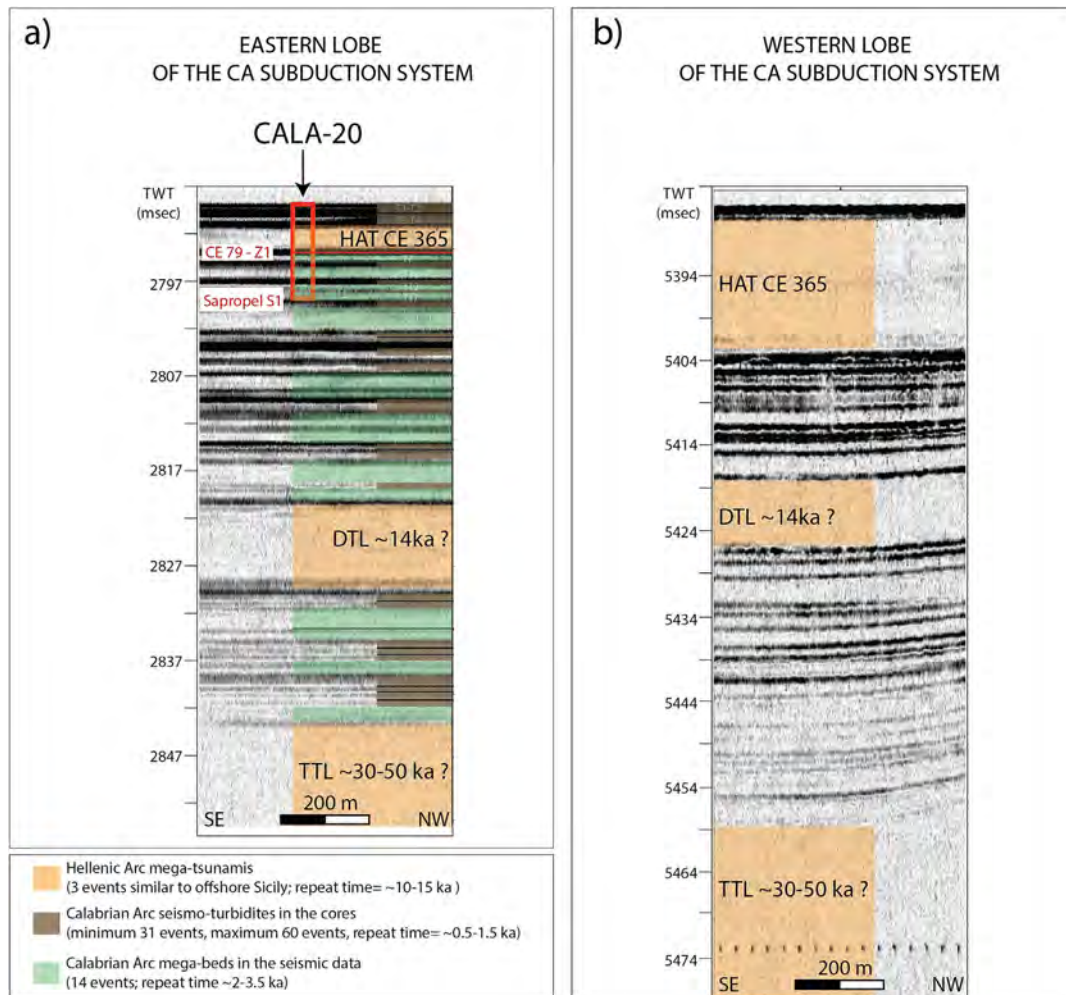 a)
EASTERN LOBE
OF THE CA SUBDUCTION SYSTEM
CALA-20
TWT
(msec)
HAT CE 365
CE 79 - Z1
2797
Sapropel S1
2807
2817
DTL ~14ka ?
2827
2837
2847
TTL ~30-50 ka ?
200 m
SE
NW
Hellenic Arc mega-tsunamis
(3 events similar to offshore Sicily; repeat time= ~10-15 ka )
Calabrian Arc seismo-turbidites in the cores
(minimum 31 events, maximum 60 events, repeat time= ~0.5-1.5 ka)
Calabrian Arc mega-beds in the seismic data
(14 events; repeat time ~2-3.5 ka)
b)
WESTERN LOBE
OF THE CA SUBDUCTION SYSTEM
TWT
(msec)
5394
HAT CE 365
5404
5414
DTL ~14ka ?
5424
5434
5444
5454
5464
TTL ~30-50 ka ?
5474
200 m
SE
NW